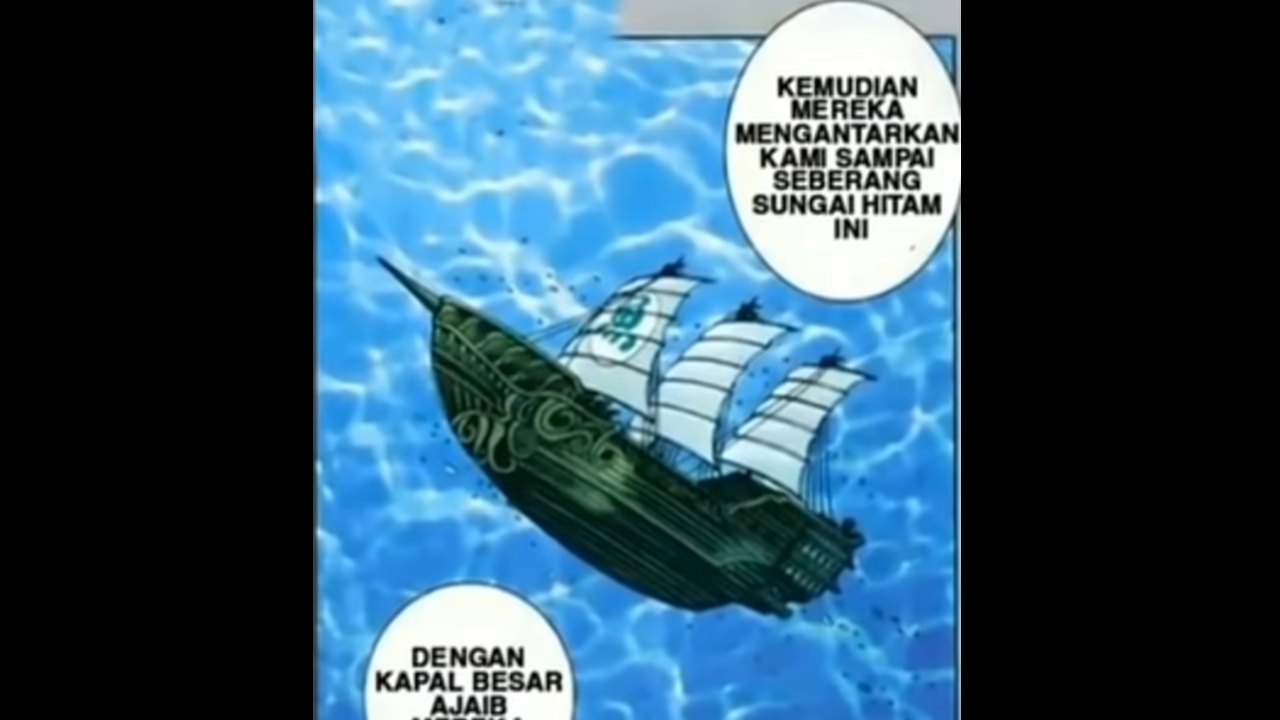 KEMUDIAN
MEREKA
MENGANTARKAN
KAMI SAMPAI
SEBERANG
SUNGAI HITAM
INI
DENGAN
KAPAL BESAR
AJAIB